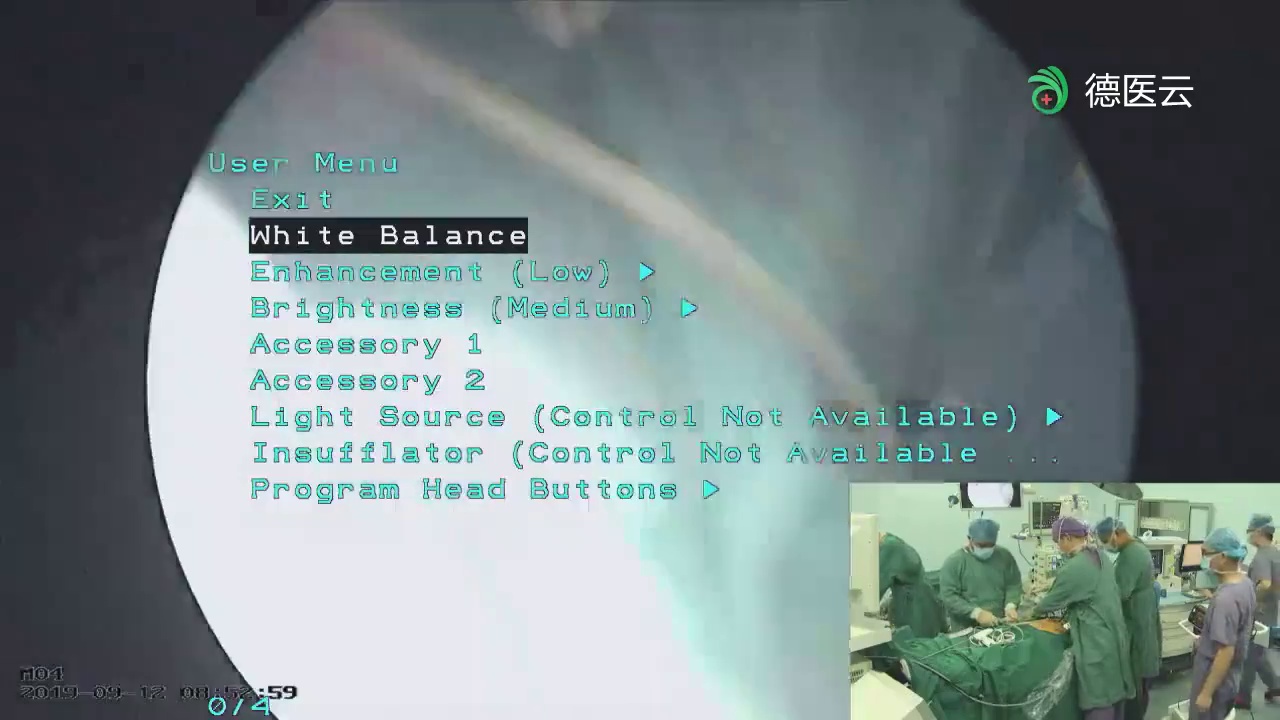 德医云
User Menu
Exit
White Balance
Enhancement (Low) ▶
Brightness (Medium) ▶
Accessory 1
Accessory 2
Light Source (Control Not Available) ▶
Insufflator (Control Not Available ...
Program Head Buttons ▶
M04
2019-09-12 08:52:59
0/4